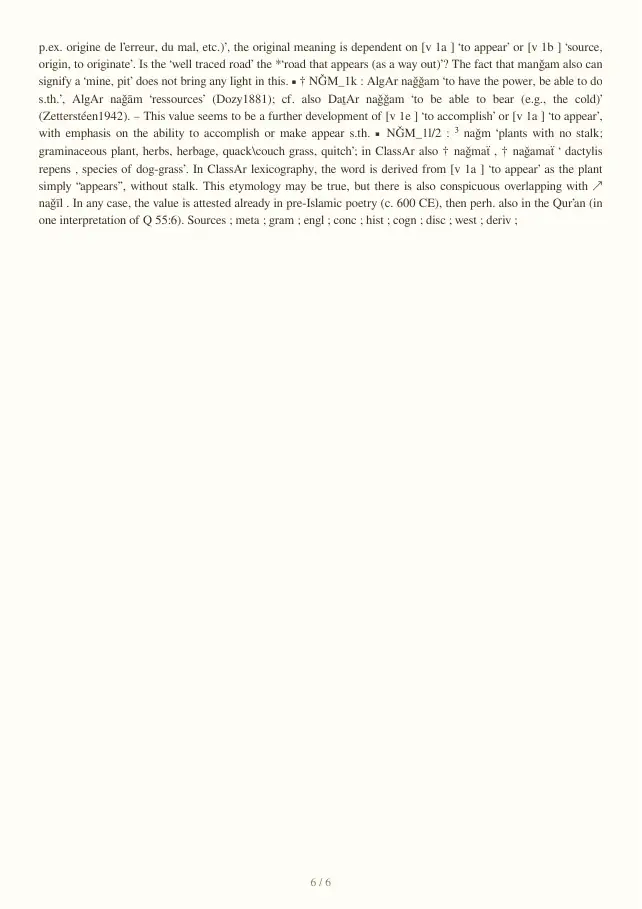 p.ex. origine de l’erreur, du mal, etc.)’, the original meaning is dependent on [v 1a ] ‘to appear’ or [v 1b ] ‘source,
origin, to originate’. Is the ‘well traced road’ the *‘road that appears (as a way out)’? The fact that manǧam also can
signify a ‘mine, pit’ does not bring any light in this. ▪ † NǦM_1k : AlgAr naǧǧam ‘to have the power, be able to do
s.th.’, AlgAr naǧām ‘ressources’ (Dozy1881); cf. also Daṯ̱Ar naǧǧam ‘to be able to bear (e.g., the cold)’
(Zetterstéen1942). – This value seems to be a further development of [v 1e ] ‘to accomplish’ or [v 1a ] ‘to appear’,
with emphasis on the ability to accomplish or make appear s.th. ▪ NǦM_1l/2 : ³ naǧm ‘plants with no stalk;
graminaceous plant, herbs, herbage, quack\couch grass, quitch’; in ClassAr also † naǧmaẗ , † naǧamaẗ ‘ dactylis
repens , species of dog-grass’. In ClassAr lexicography, the word is derived from [v 1a ] ‘to appear’ as the plant
simply “appears”, without stalk. This etymology may be true, but there is also conspicuous overlapping with ↗
naǧīl . In any case, the value is attested already in pre-Islamic poetry (c. 600 CE), then perh. also in the Qurʾan (in
one interpretation of Q 55:6). Sources ; meta ; gram ; engl ; conc ; hist ; cogn ; disc ; west ; deriv ;
6 / 6